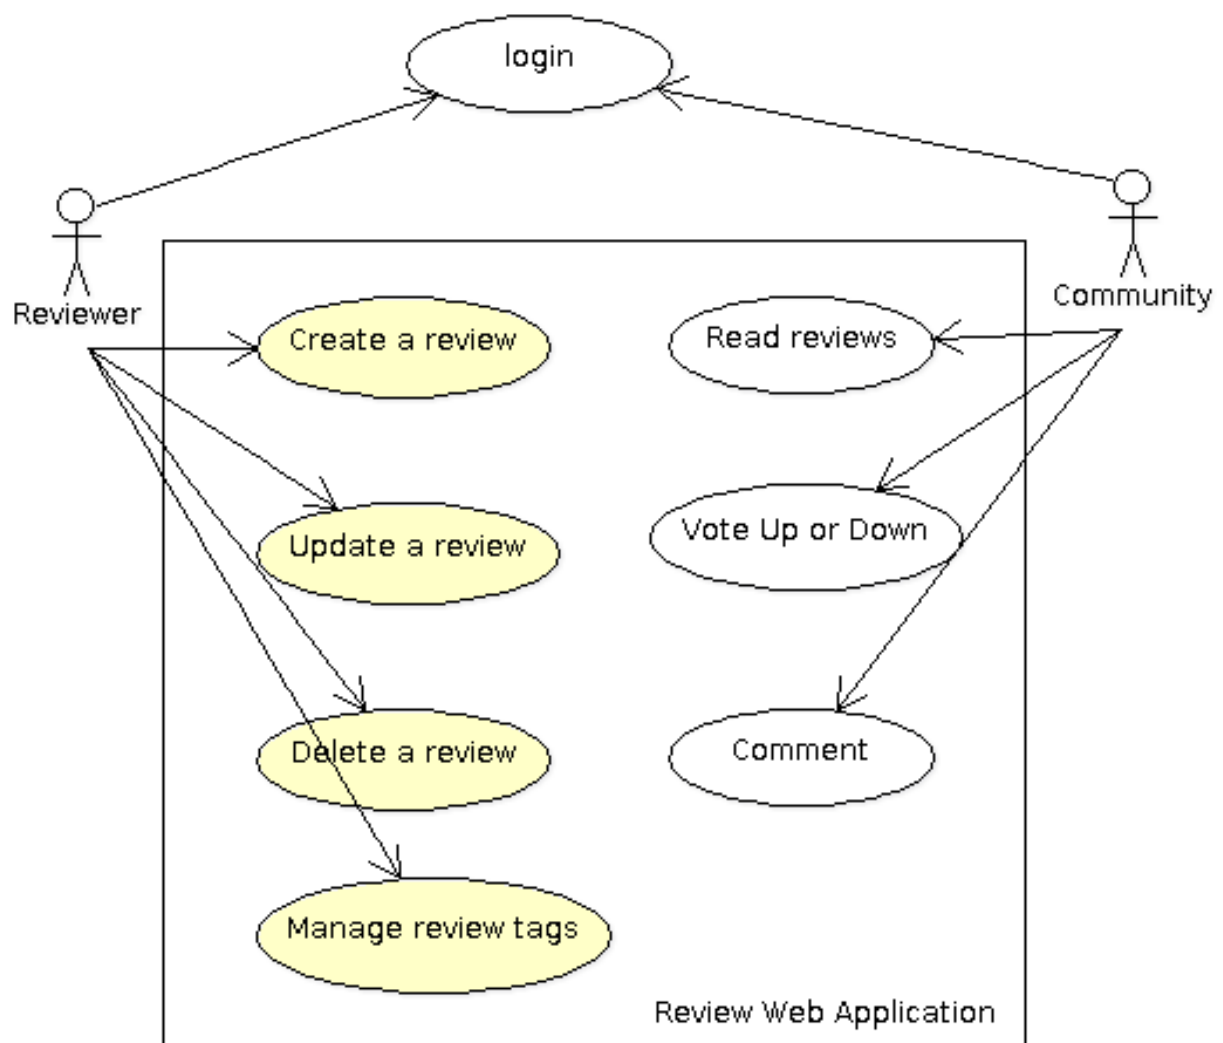 login
Reviewer
Community
Create a review
Read reviews
Update a review
Vote Up or Down
Delete a review
Comment
Manage review tags
Review Web Application